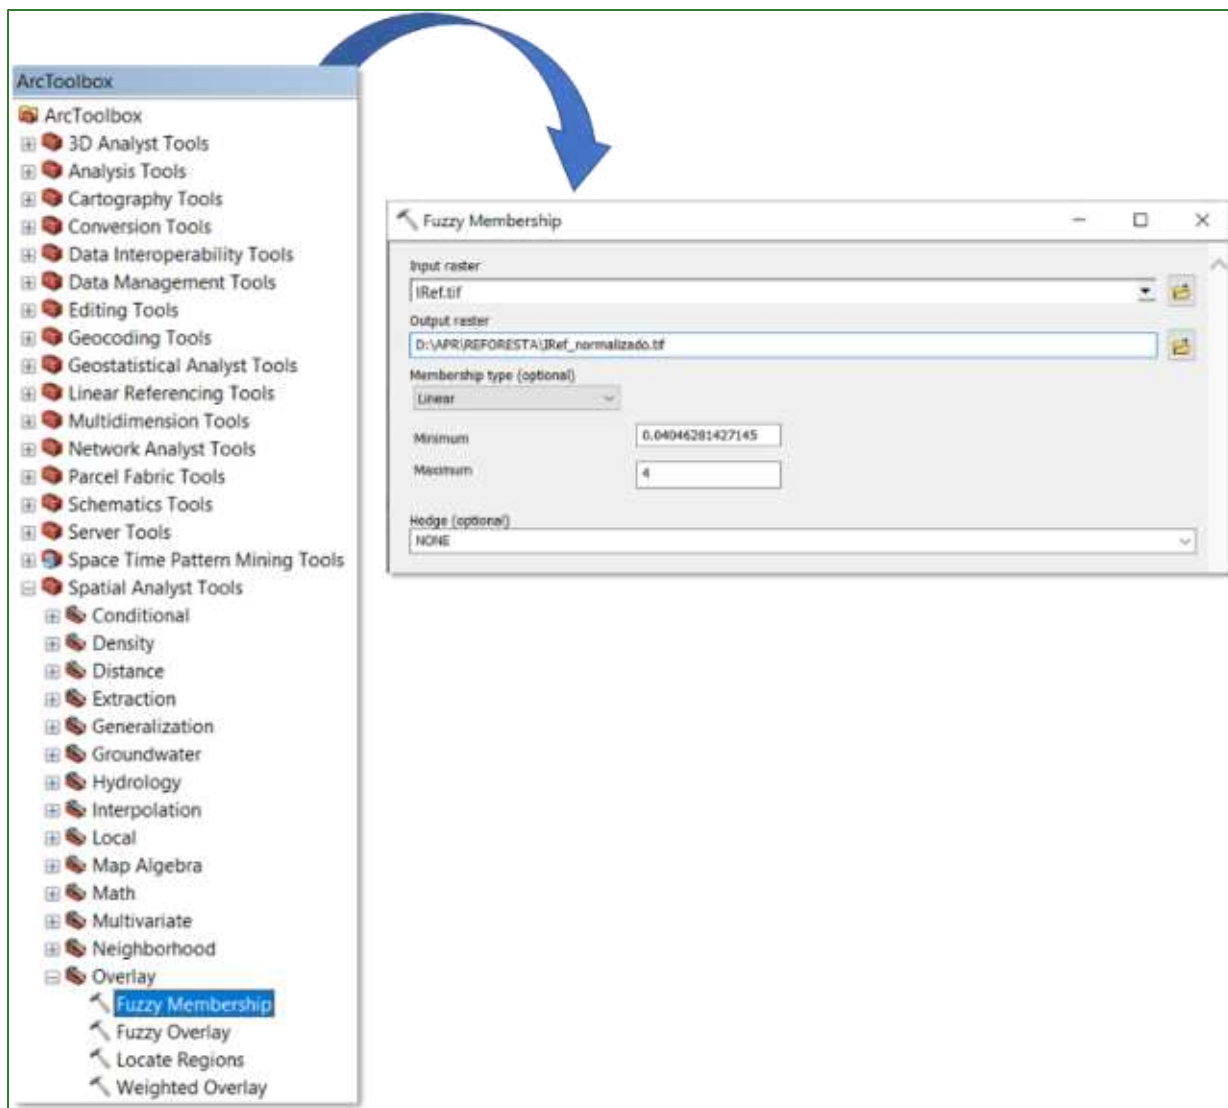 ArcToolbox
ArcToolbox
3D Analyst Tools
Analysis Tools
Cartography Tools
Conversion Tools
Data Interoperability Tools
Data Management Tools
Editing Tools
Geocoding Tools
Geostatistical Analyst Tools
Linear Referencing Tools
Multidimension Tools
Network Analyst Tools
Parcel Fabric Tools
Schematics Tools
Server Tools
Space Time Pattern Mining Tools
Spatial Analyst Tools
Conditional
Density
Distance
Extraction
Generalization
Groundwater
Hydrology
Interpolation
Local
Map Algebra
Math
Multivariate
Neighborhood
Overlay
Fuzzy Membership
Fuzzy Overlay
Locate Regions
Weighted Overlay
Fuzzy Membership
Input raster
IRef.tif
Output raster
D:\APR\REFORESTA\IRef_normalizado.tif
Membership type (optional)
Linear
Minimum 0.04046281427145
Maximum 4
Hedge (optional)
NONE